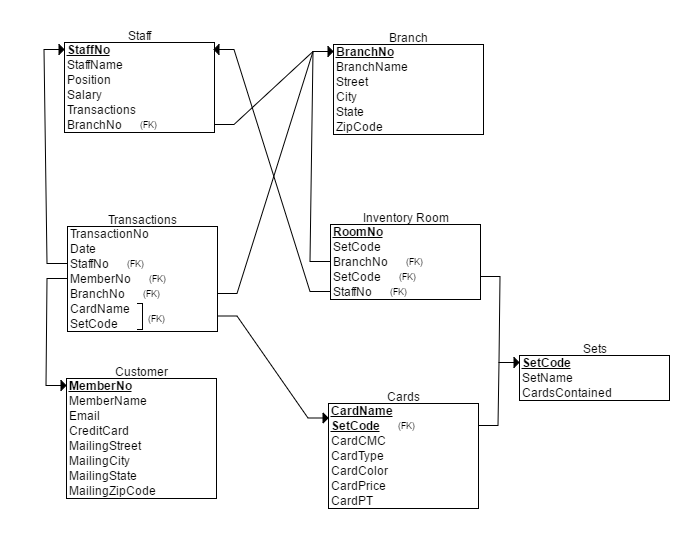 Staff
StaffNo
StaffName
Position
Salary
Transactions
BranchNo (FK)
Branch
BranchNo
BranchName
Street
City
State
ZipCode
Transactions
TransactionNo
Date
StaffNo (FK)
MemberNo (FK)
BranchNo (FK)
CardName
SetCode (FK)
Inventory Room
RoomNo
SetCode
BranchNo (FK)
SetCode (FK)
StaffNo (FK)
Sets
SetCode
SetName
CardsContained
Customer
MemberNo
MemberName
Email
CreditCard
MailingStreet
MailingCity
MailingState
MailingZipCode
Cards
CardName
SetCode (FK)
CardCMC
CardType
CardColor
CardPrice
CardPT